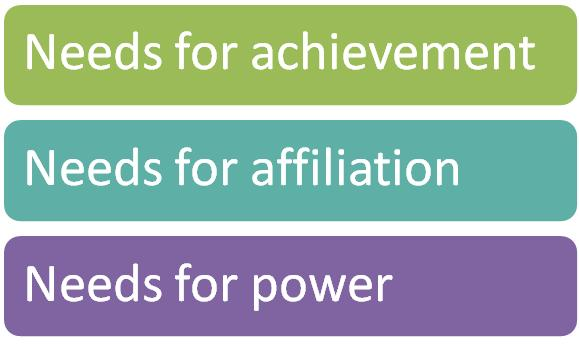 Needs for achievement
Needs for affiliation
Needs for power